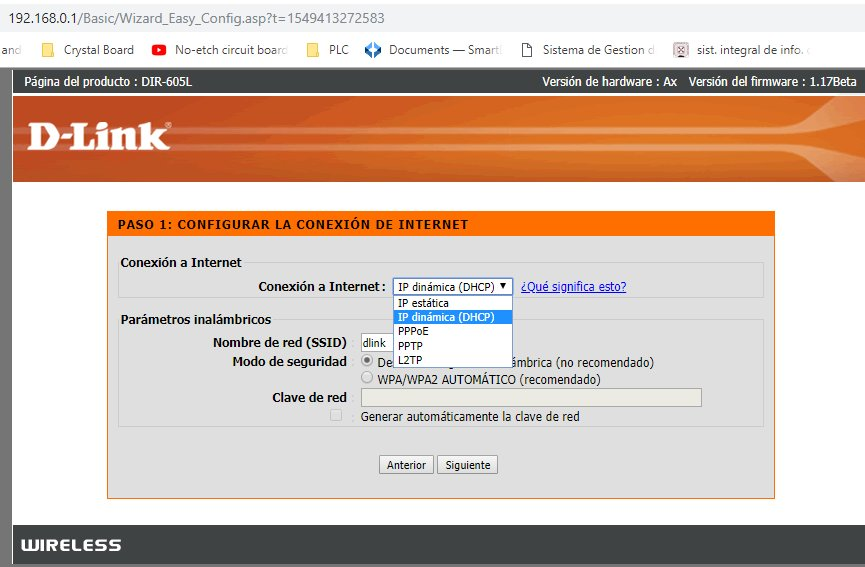 192.168.0.1/Basic/Wizard_Easy_Config.asp?t=1549413272583
and Crystal Board No-etch circuit board PLC Documents — Smart Sistema de Gestion d sist. integral de info.
Página del producto : DIR-605L Versión de hardware : Ax Versión del firmware : 1.17Beta
D-Link
PASO 1: CONFIGURAR LA CONEXIÓN DE INTERNET
Conexión a Internet
Conexión a Internet : IP dinámica (DHCP) ¿Qué significa esto?
IP estática
IP dinámica (DHCP)
PPPoE
PPTP
L2TP
Parámetros inalámbricos
Nombre de red (SSID) : dlink
Modo de seguridad : De ámbrica (no recomendado)
WPA/WPA2 AUTOMÁTICO (recomendado)
Clave de red :
: Generar automáticamente la clave de red
Anterior Siguiente
WIRELESS